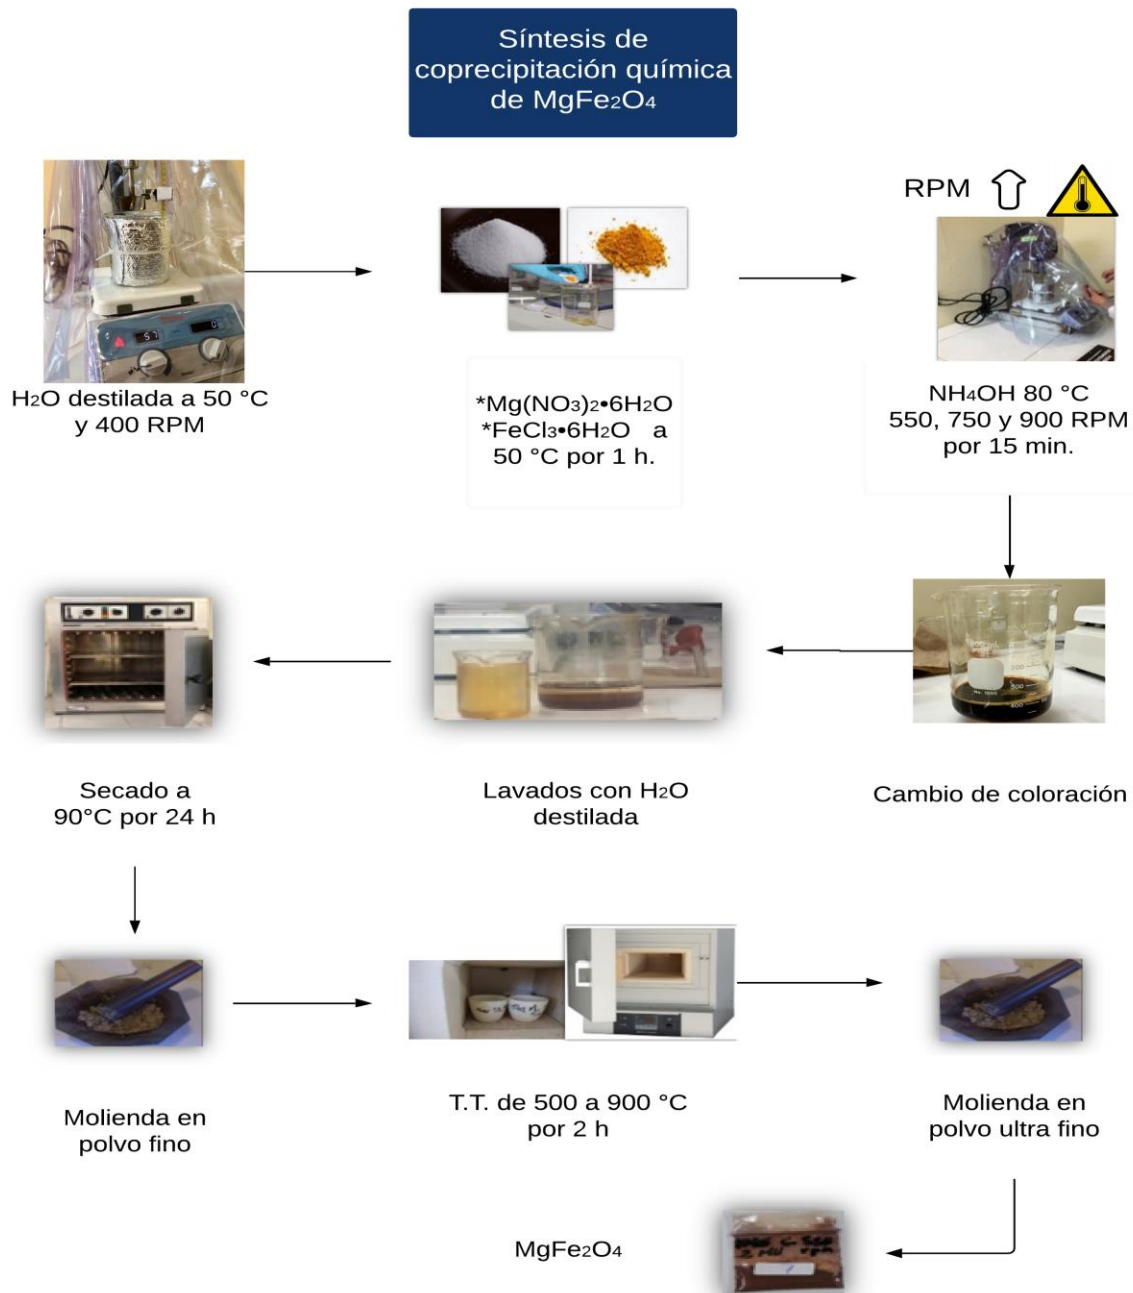 Síntesis de
coprecipitación química
de MgFe₂O₄
RPM
H₂O destilada a 50 °C
y 400 RPM
*Mg(NO₃)₂•6H₂O
*FeCl₃•6H₂O a
50 °C por 1 h.
NH₄OH 80 °C
550, 750 y 900 RPM
por 15 min.
Secado a
90°C por 24 h
Lavados con H₂O
destilada
Cambio de coloración
Molienda en
polvo fino
T.T. de 500 a 900 °C
por 2 h
Molienda en
polvo ultra fino
MgFe₂O₄